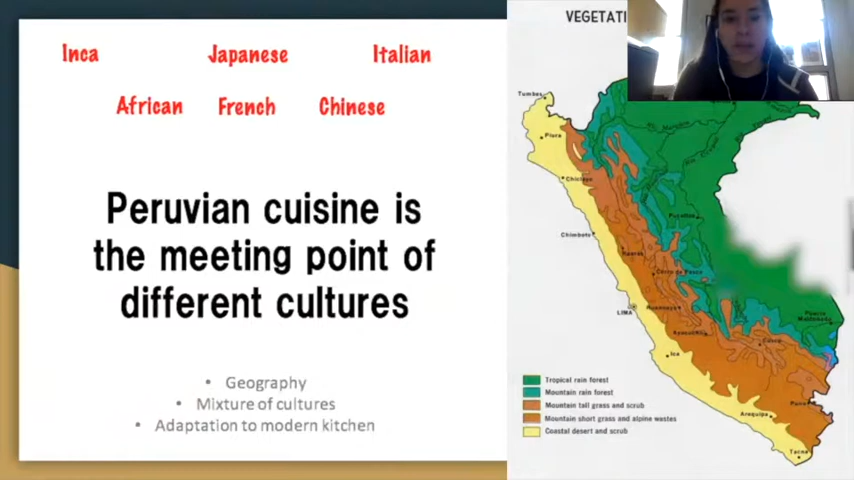 Inca
Japanese
Italian
African
French
Chinese
Peruvian cuisine is
the meeting point of
different cultures
• Geography
• Mixture of cultures
• Adaptation to modern kitchen
VEGETATI
Tumbes
Piura
Chiclayo
Pucallpa
Chimbote
Huaraz
Cerro de Pasco
LIMA
Huancayo
Puerto
Maldonado
Ayacucho
Cuzco
Ica
Puno
Arequipa
Tacna
Tropical rain forest
Mountain rain forest
Mountain tall grass and scrub
Mountain short grass and alpine wastes
Coastal desert and scrub